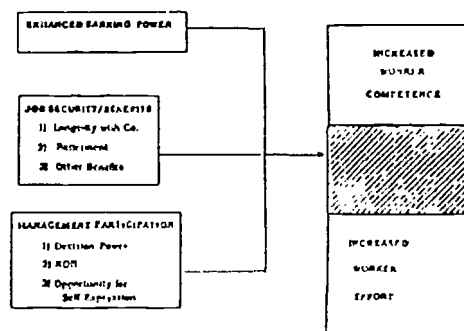 ENHANCED EARNING POWER
JOB SECURITY/BENEFITS
1) Longevity with Co.
2) Retirement
3) Other Benefits
MANAGEMENT PARTICIPATION
1) Decision Power
2)
3) Opportunity for
Self Expression
INCREASED
WORKER
COMPETENCE
INCREASED
WORKER
EFFORT